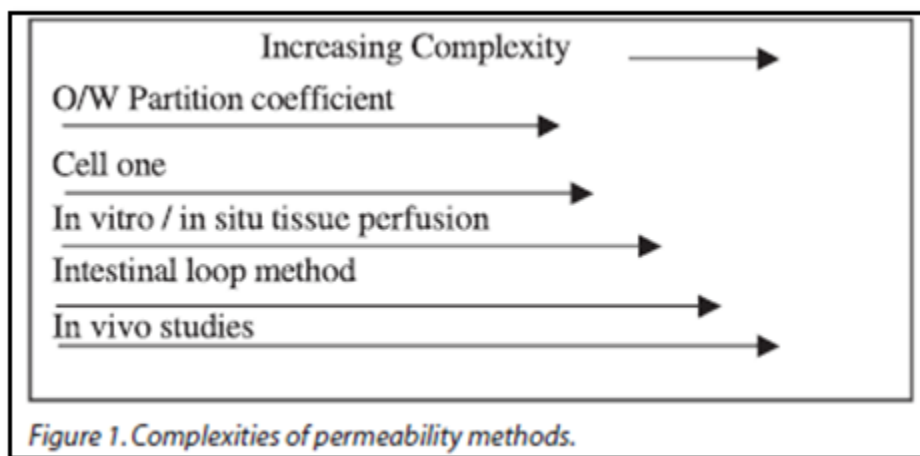 Increasing Complexity
O/W Partition coefficient
Cell one
In vitro / in situ tissue perfusion
Intestinal loop method
In vivo studies
Figure 1. Complexities of permeability methods.